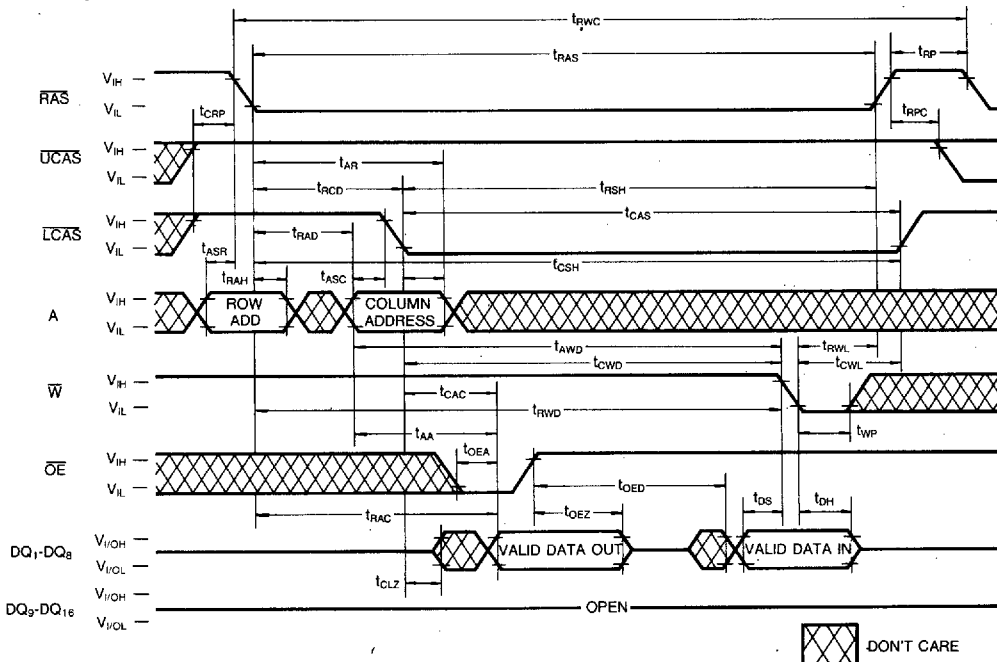 tRWC
tRAS
tRP
RAS
VIH
VIL
tCRP
tRPC
UCAS
VIH
VIL
tAR
tRCD
tRSH
tCAS
LCAS
VIH
VIL
tRAD
tASR
tCSH
tRAH
tASC
A
VIH
VIL
ROW
ADD
COLUMN
ADDRESS
tAWD
tRWL
tCWD
tCWL
W
VIH
VIL
tCAC
tRWD
tWP
tAA
tOEA
OE
VIH
VIL
tOED
tRAC
tOEZ
tDS
tDH
DQ1-DQ8
VI/OH
VI/OL
VALID DATA OUT
VALID DATA IN
tCLZ
DQ9-DQ16
VI/OH
VI/OL
OPEN
DON'T CARE